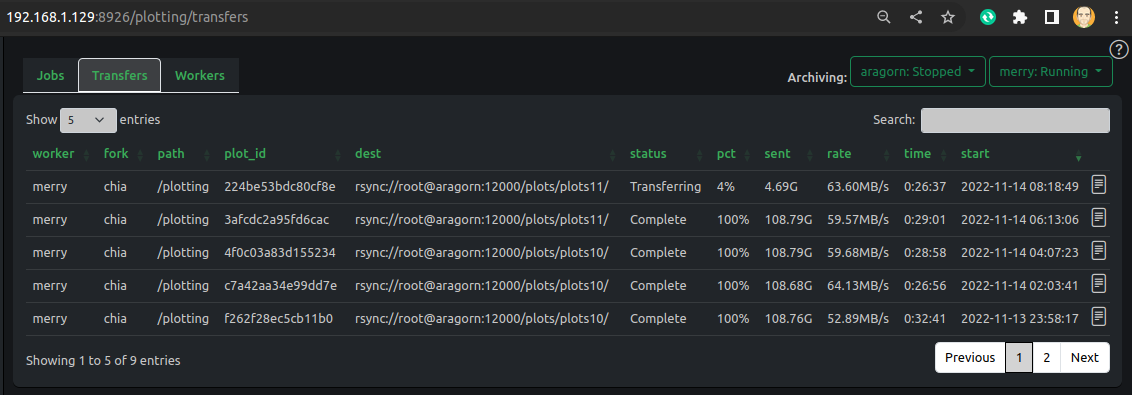 192.168.1.129:8926/plotting/transfers
Jobs Transfers Workers Archiving: aragorn: Stopped merry: Running
Show 5 entries Search:
worker fork path plot_id dest status pct sent rate time start
merry chia /plotting 224be53bdc80cf8e rsync://root@aragorn:12000/plots/plots11/ Transferring 4% 4.69G 63.60MB/s 0:26:37 2022-11-14 08:18:49
merry chia /plotting 3afcdc2a95fd6cac rsync://root@aragorn:12000/plots/plots11/ Complete 100% 108.79G 59.57MB/s 0:29:01 2022-11-14 06:13:06
merry chia /plotting 4f0c03a83d155234 rsync://root@aragorn:12000/plots/plots10/ Complete 100% 108.79G 59.68MB/s 0:28:58 2022-11-14 04:07:23
merry chia /plotting c7a42aa34e99dd7e rsync://root@aragorn:12000/plots/plots10/ Complete 100% 108.68G 64.13MB/s 0:26:56 2022-11-14 02:03:41
merry chia /plotting f262f28ec5cb11b0 rsync://root@aragorn:12000/plots/plots10/ Complete 100% 108.76G 52.89MB/s 0:32:41 2022-11-13 23:58:17
Showing 1 to 5 of 9 entries Previous 1 2 Next